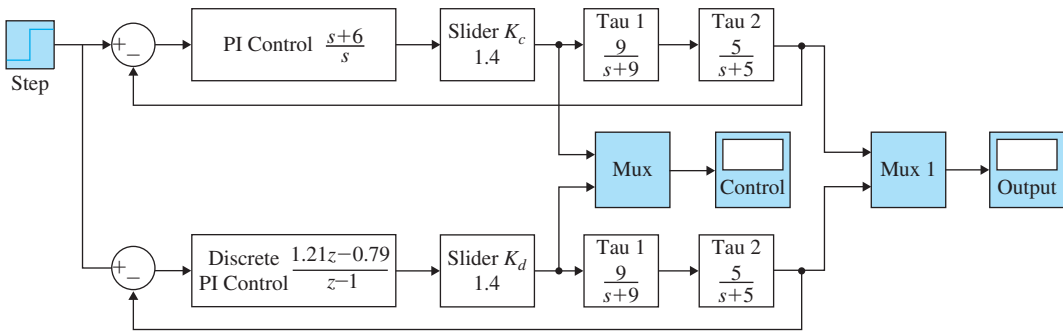 Step
+
−
PI Control s+6
s
Slider Kc
1.4
Tau 1
9
s+9
Tau 2
5
s+5
Mux
Control
Mux 1
Output
+
−
Discrete
PI Control
1.21z−0.79
z−1
Slider Kd
1.4
Tau 1
9
s+9
Tau 2
5
s+5